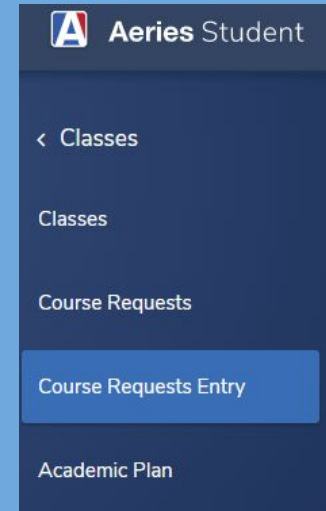 Aeries Student
< Classes
Classes
Course Requests
Course Requests Entry
Academic Plan